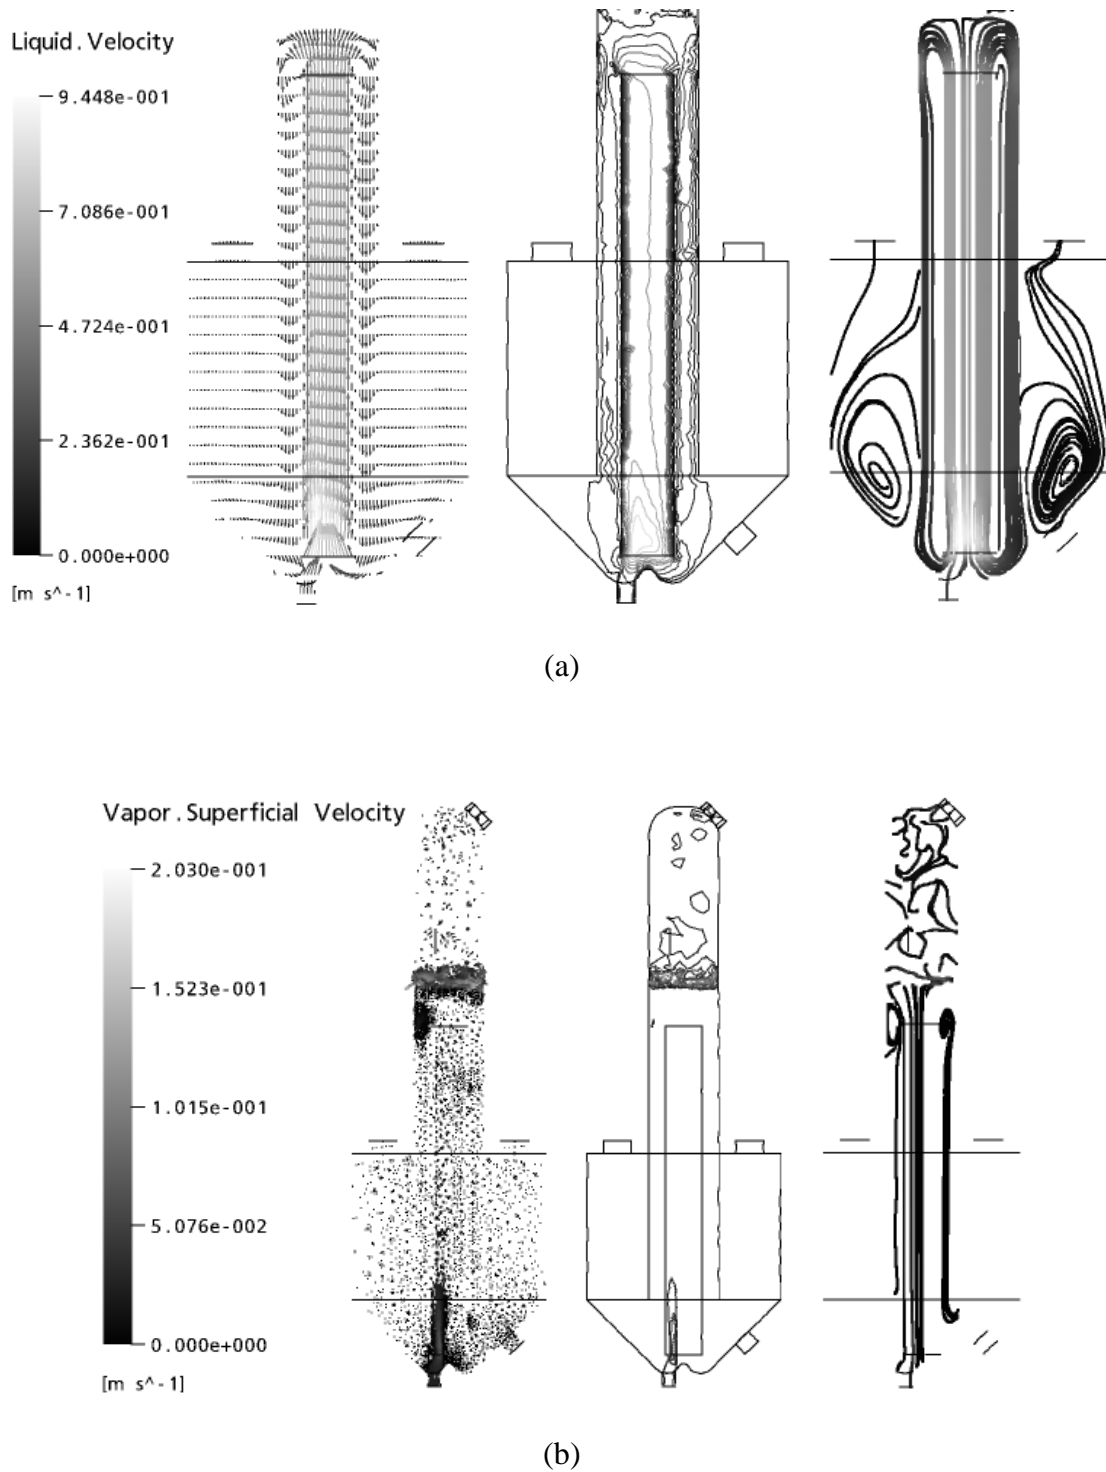 Liquid.Velocity
9.448e-001
7.086e-001
4.724e-001
2.362e-001
0.000e+000
[m s^-1]
(a)
Vapor.Superficial Velocity
2.030e-001
1.523e-001
1.015e-001
5.076e-002
0.000e+000
[m s^-1]
(b)